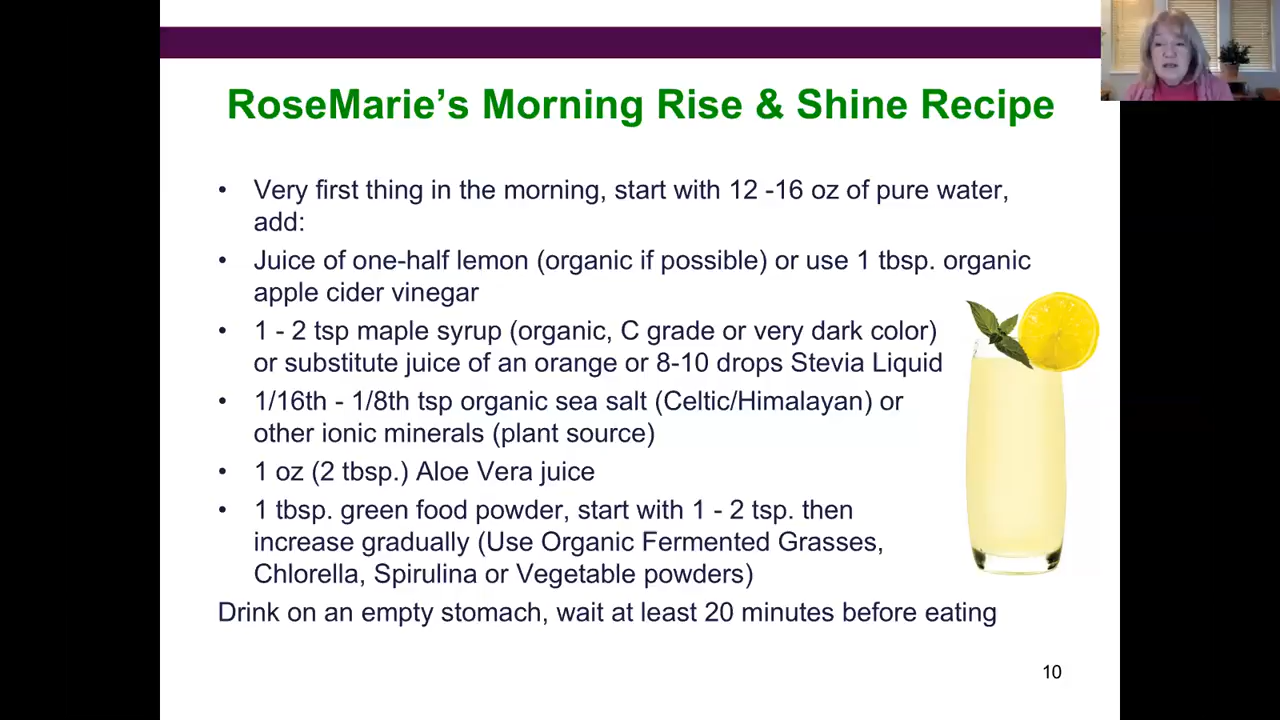 RoseMarie’s Morning Rise & Shine Recipe
• Very first thing in the morning, start with 12 -16 oz of pure water,
add:
• Juice of one-half lemon (organic if possible) or use 1 tbsp. organic
apple cider vinegar
• 1 - 2 tsp maple syrup (organic, C grade or very dark color)
or substitute juice of an orange or 8-10 drops Stevia Liquid
• 1/16th - 1/8th tsp organic sea salt (Celtic/Himalayan) or
other ionic minerals (plant source)
• 1 oz (2 tbsp.) Aloe Vera juice
• 1 tbsp. green food powder, start with 1 - 2 tsp. then
increase gradually (Use Organic Fermented Grasses,
Chlorella, Spirulina or Vegetable powders)
Drink on an empty stomach, wait at least 20 minutes before eating
10